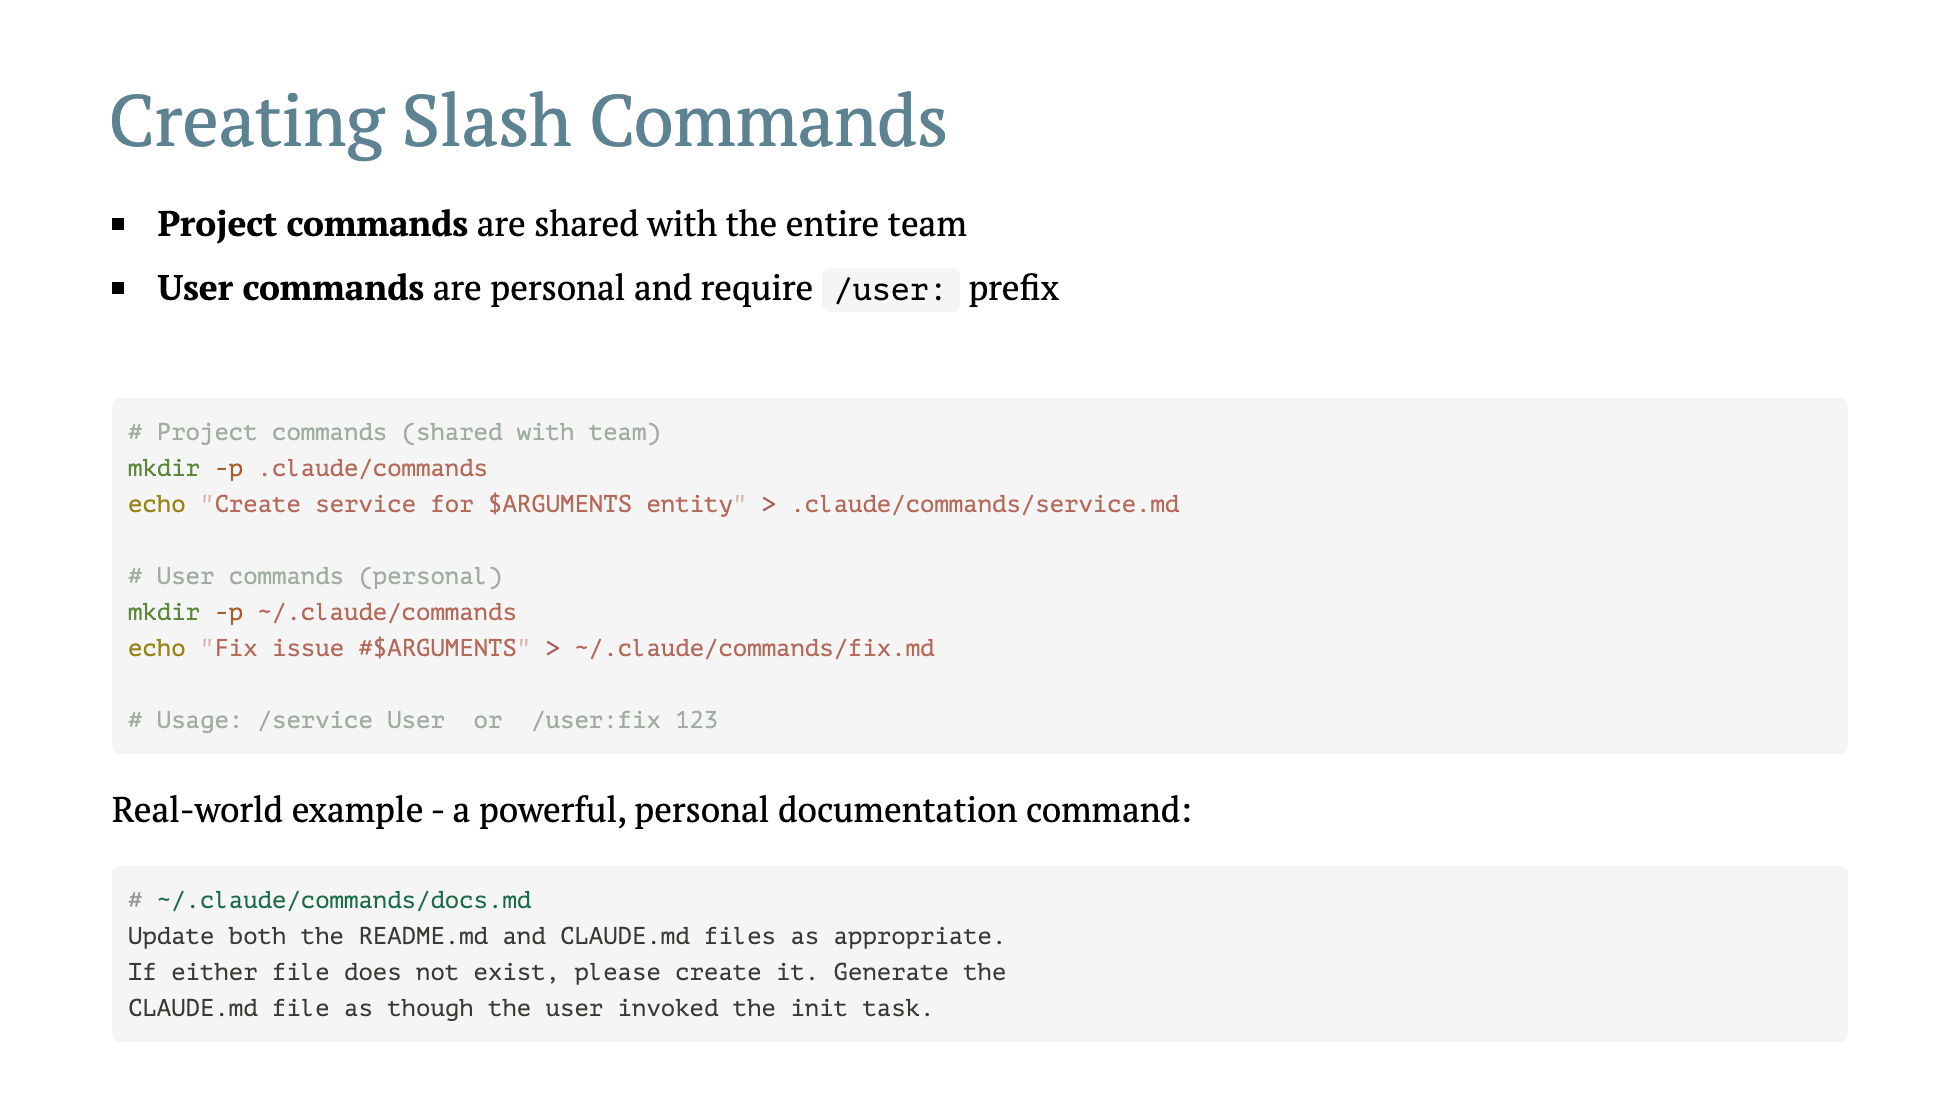 Creating Slash Commands
Project commands are shared with the entire team
User commands are personal and require /user: prefix
# Project commands (shared with team)
mkdir -p .claude/commands
echo "Create service for $ARGUMENTS entity" > .claude/commands/service.md
# User commands (personal)
mkdir -p ~/.claude/commands
echo "Fix issue #$ARGUMENTS" > ~/.claude/commands/fix.md
# Usage: /service User  or  /user:fix 123
Real-world example - a powerful, personal documentation command:
# ~/.claude/commands/docs.md
Update both the README.md and CLAUDE.md files as appropriate.
If either file does not exist, please create it. Generate the
CLAUDE.md file as though the user invoked the init task.